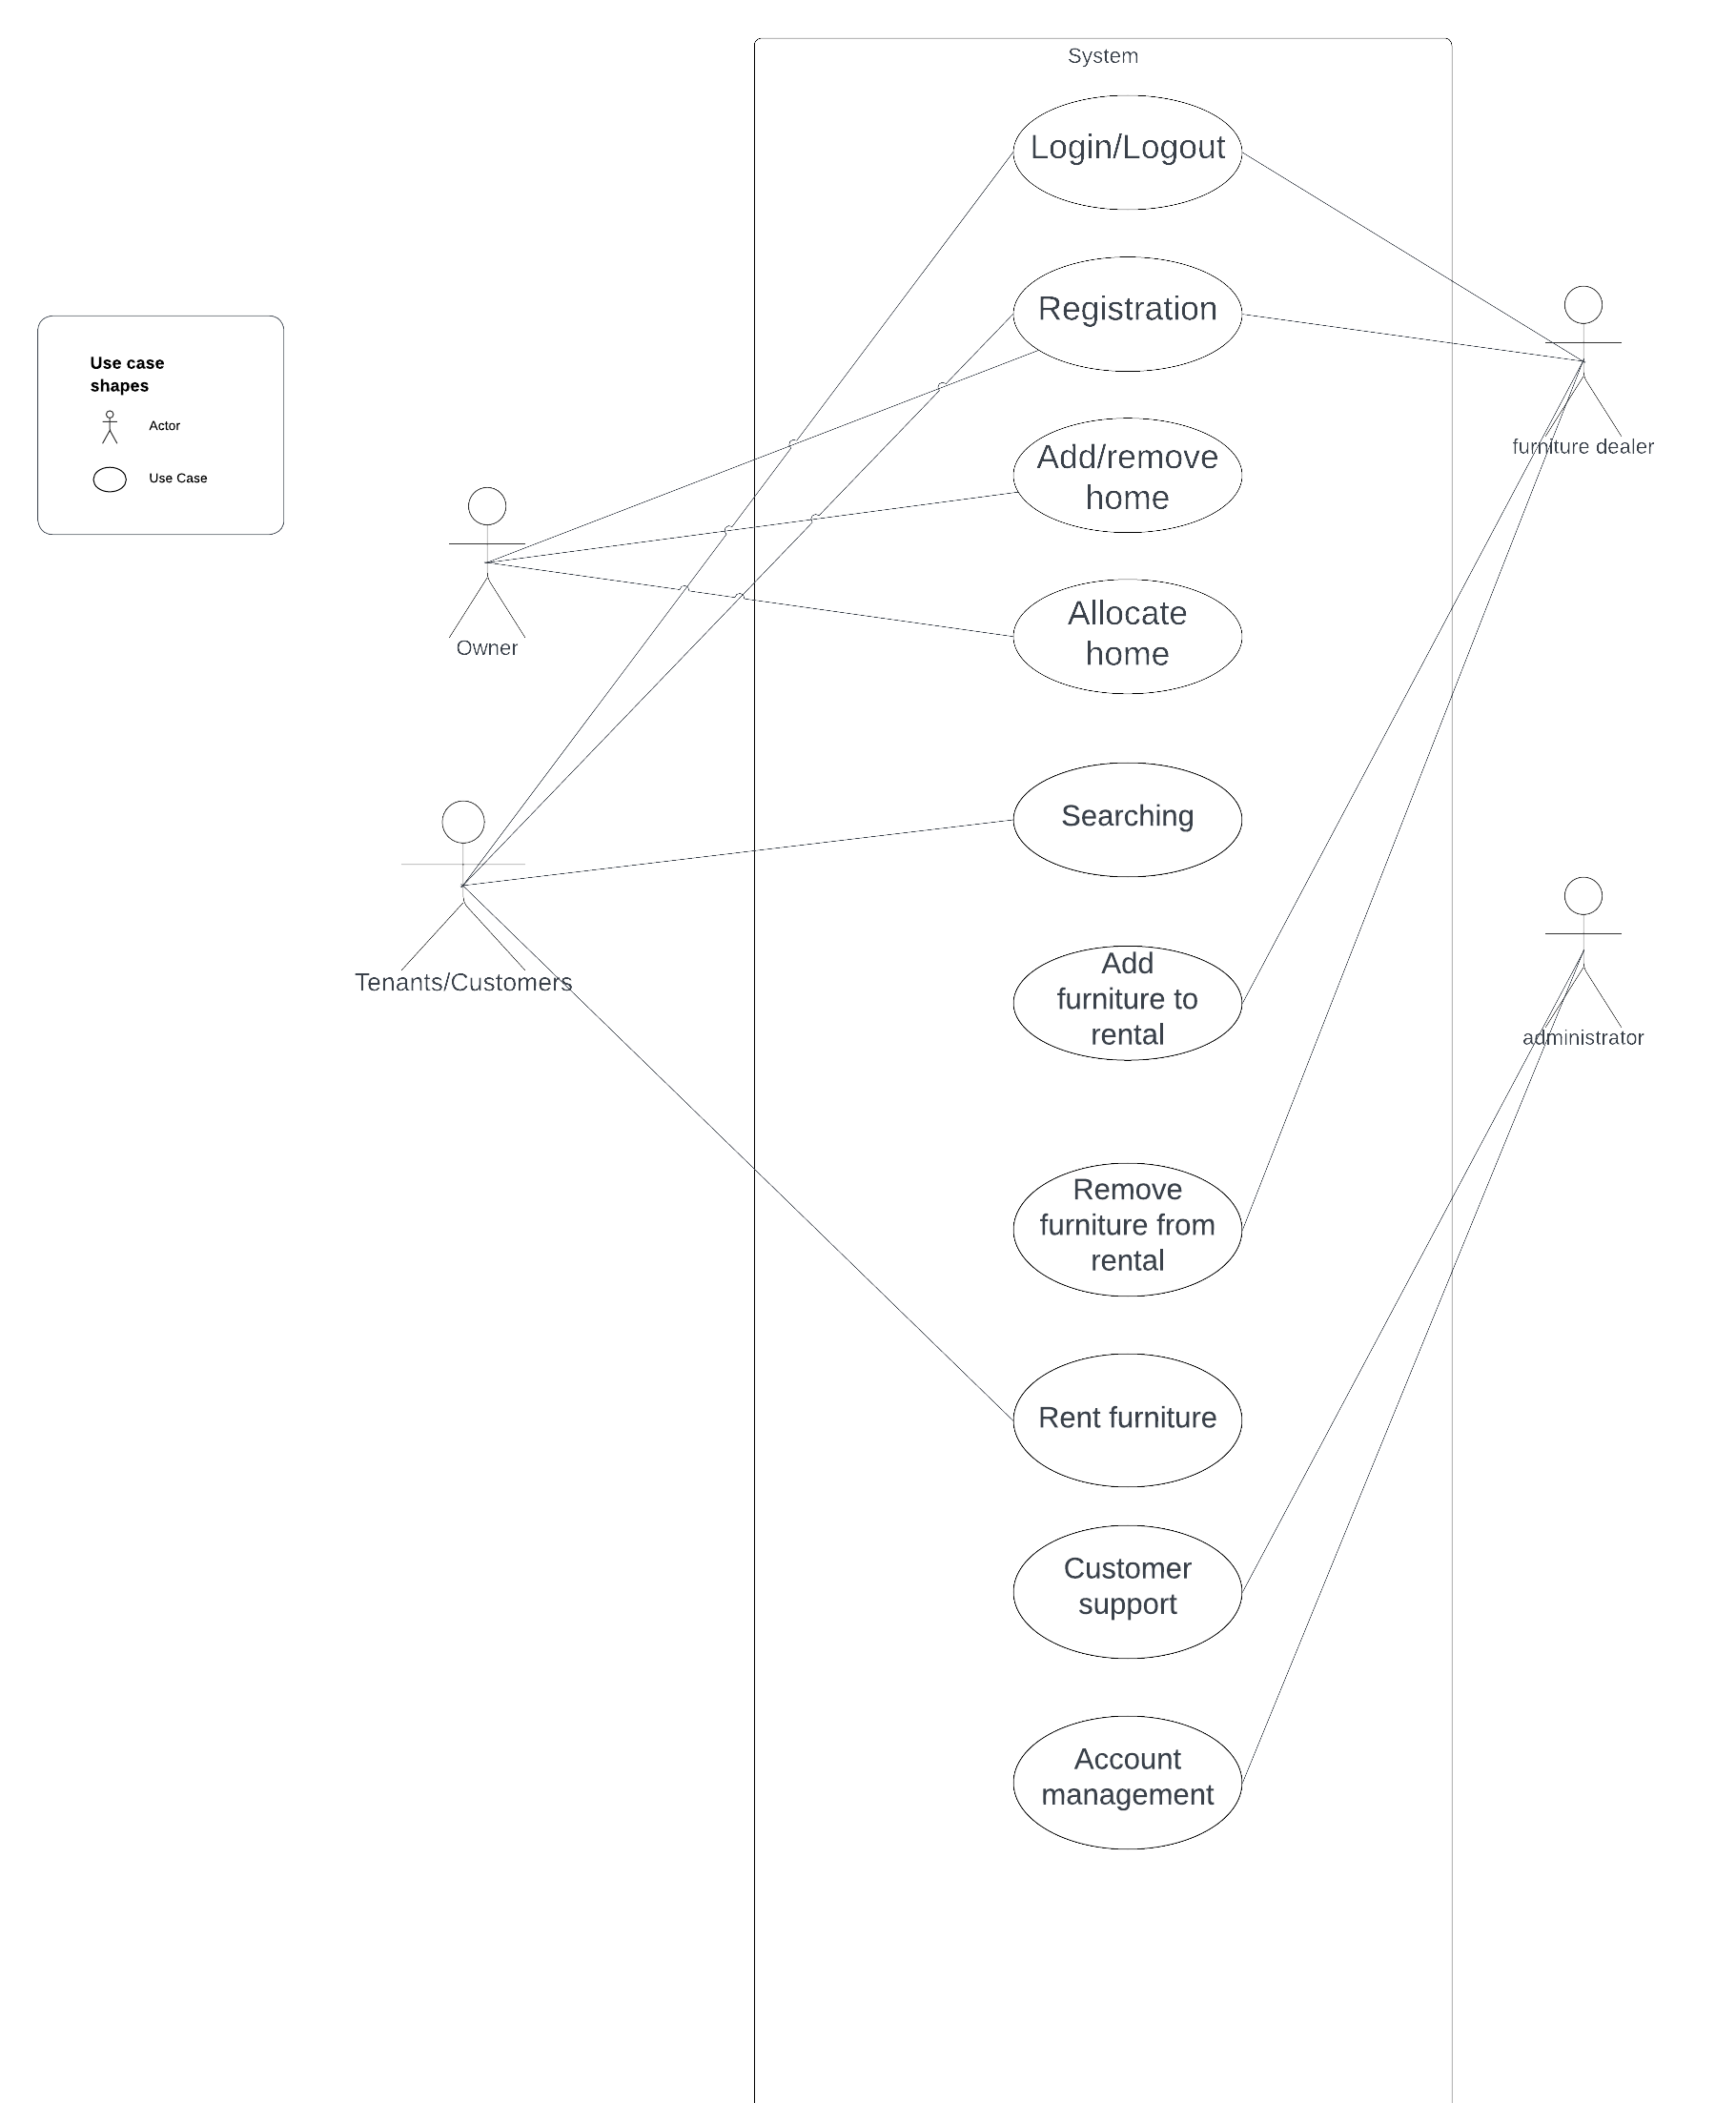 System
Login/Logout
Registration
Use case
shapes
Actor
Use Case
furniture dealer
Add/remove
home
Owner
Allocate
home
Searching
Tenants/Customers
Add
furniture to
rental
administrator
Remove
furniture from
rental
Rent furniture
Customer
support
Account
management